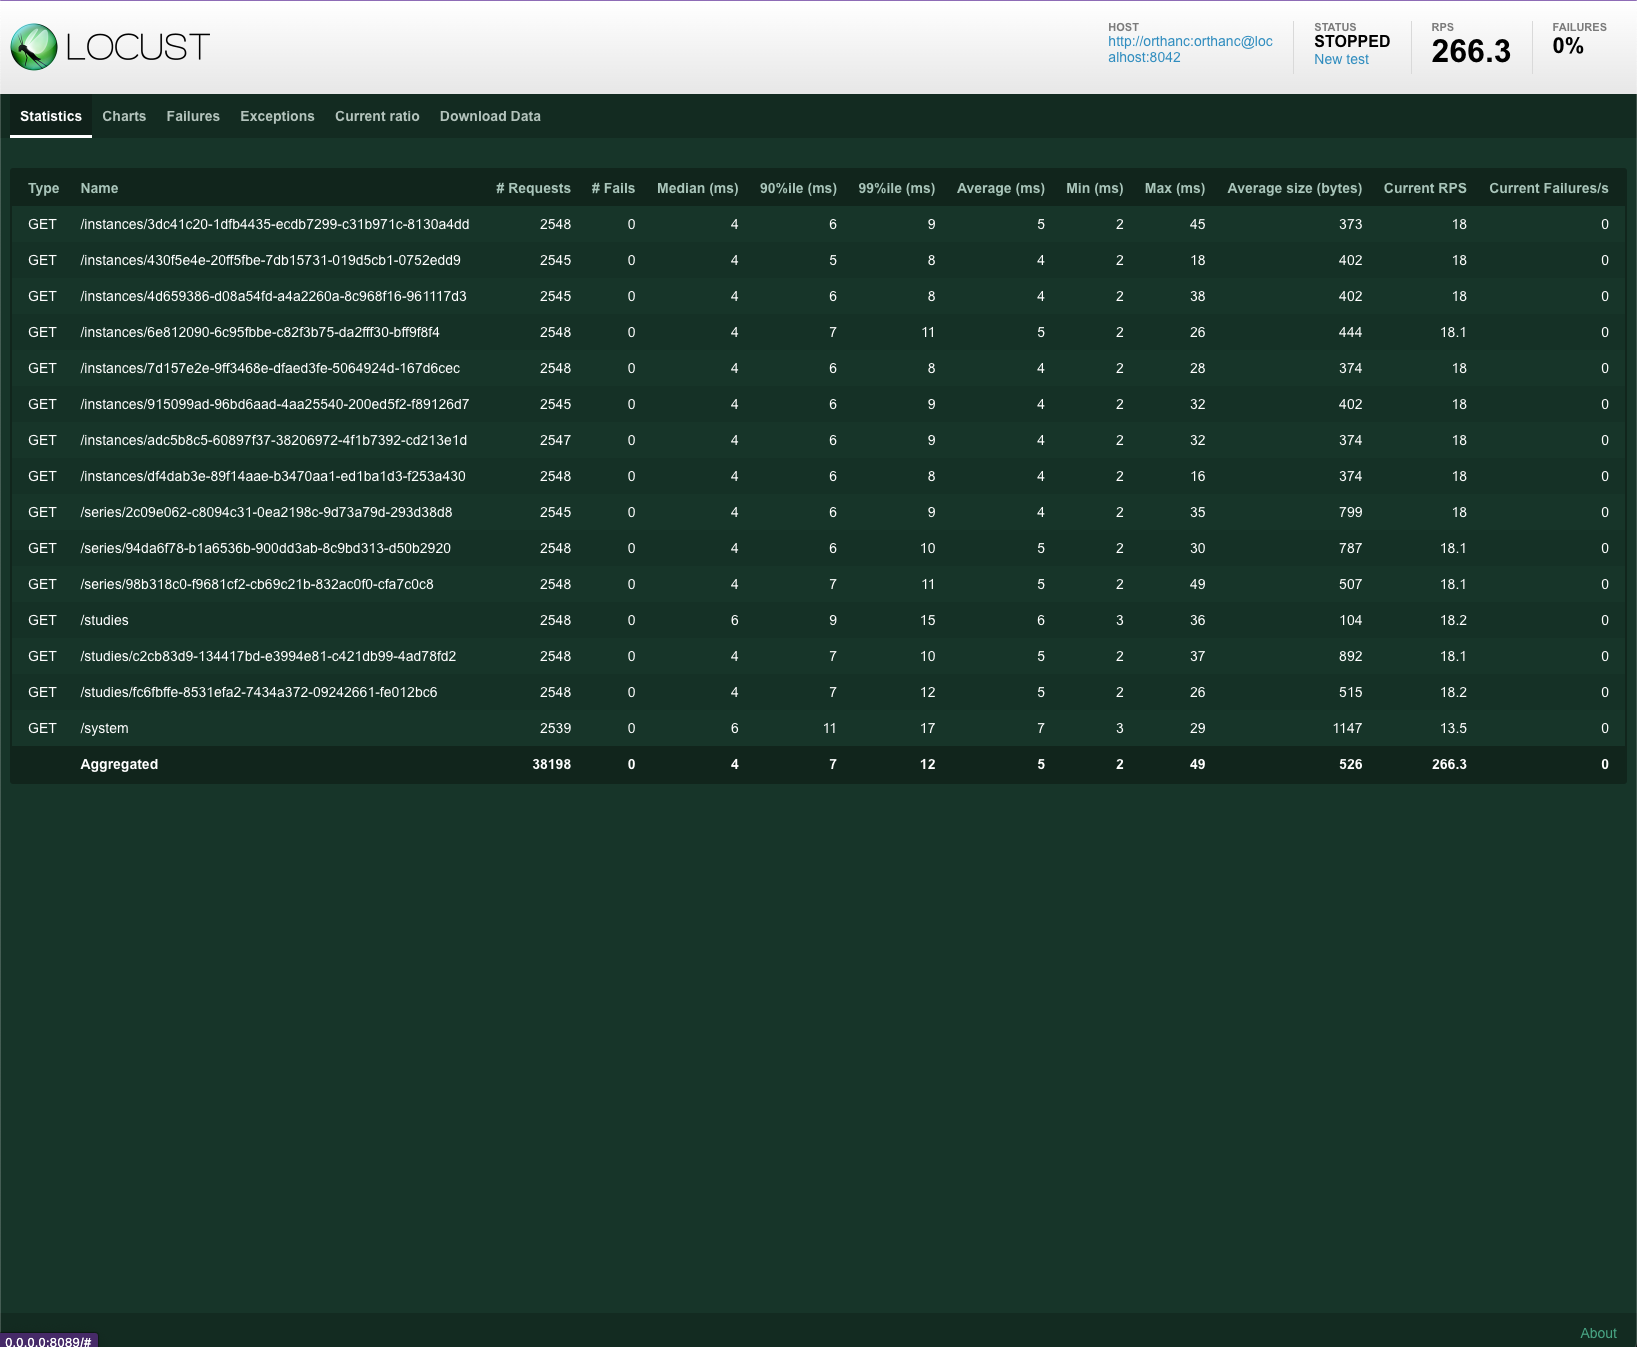 LOCUST
HOST
http://orthanc:orthanc@loc
alhost:8042
STATUS
STOPPED
New test
RPS
266.3
FAILURES
0%
Statistics Charts Failures Exceptions Current ratio Download Data
Type Name # Requests # Fails Median (ms) 90%ile (ms) 99%ile (ms) Average (ms) Min (ms) Max (ms) Average size (bytes) Current RPS Current Failures/s
GET /instances/3dc41c20-1dfb4435-ecdb7299-c31b971c-8130a4dd 2548 0 4 6 9 5 2 45 373 18 0
GET /instances/430f5e4e-20ff5fbe-7db15731-019d5cb1-0752edd9 2545 0 4 5 8 4 2 18 402 18 0
GET /instances/4d659386-d08a54fd-a4a2260a-8c968f16-961117d3 2545 0 4 6 8 4 2 38 402 18 0
GET /instances/6e812090-6c95fbbe-c82f3b75-da2fff30-bff9f8f4 2548 0 4 7 11 5 2 26 444 18.1 0
GET /instances/7d157e2e-9ff3468e-dfaed3fe-5064924d-167d6cec 2548 0 4 6 8 4 2 28 374 18 0
GET /instances/915099ad-96bd6aad-4aa25540-200ed5f2-f89126d7 2545 0 4 6 9 4 2 32 402 18 0
GET /instances/adc5b8c5-60897f37-38206972-4f1b7392-cd213e1d 2547 0 4 6 9 4 2 32 374 18 0
GET /instances/df4dab3e-89f14aae-b3470aa1-ed1ba1d3-f253a430 2548 0 4 6 8 4 2 16 374 18 0
GET /series/2c09e062-c8094c31-0ea2198c-9d73a79d-293d38d8 2545 0 4 6 9 4 2 35 799 18 0
GET /series/94da6f78-b1a6536b-900dd3ab-8c9bd313-d50b2920 2548 0 4 6 10 5 2 30 787 18.1 0
GET /series/98b318c0-f9681cf2-cb69c21b-832ac0f0-cfa7c0c8 2548 0 4 7 11 5 2 49 507 18.1 0
GET /studies 2548 0 6 9 15 6 3 36 104 18.2 0
GET /studies/c2cb83d9-134417bd-e3994e81-c421db99-4ad78fd2 2548 0 4 7 10 5 2 37 892 18.1 0
GET /studies/fc6fbffe-8531efa2-7434a372-09242661-fe012bc6 2548 0 4 7 12 5 2 26 515 18.2 0
GET /system 2539 0 6 11 17 7 3 29 1147 13.5 0
Aggregated 38198 0 4 7 12 5 2 49 526 266.3 0
About
0.0.0.0:8089/#